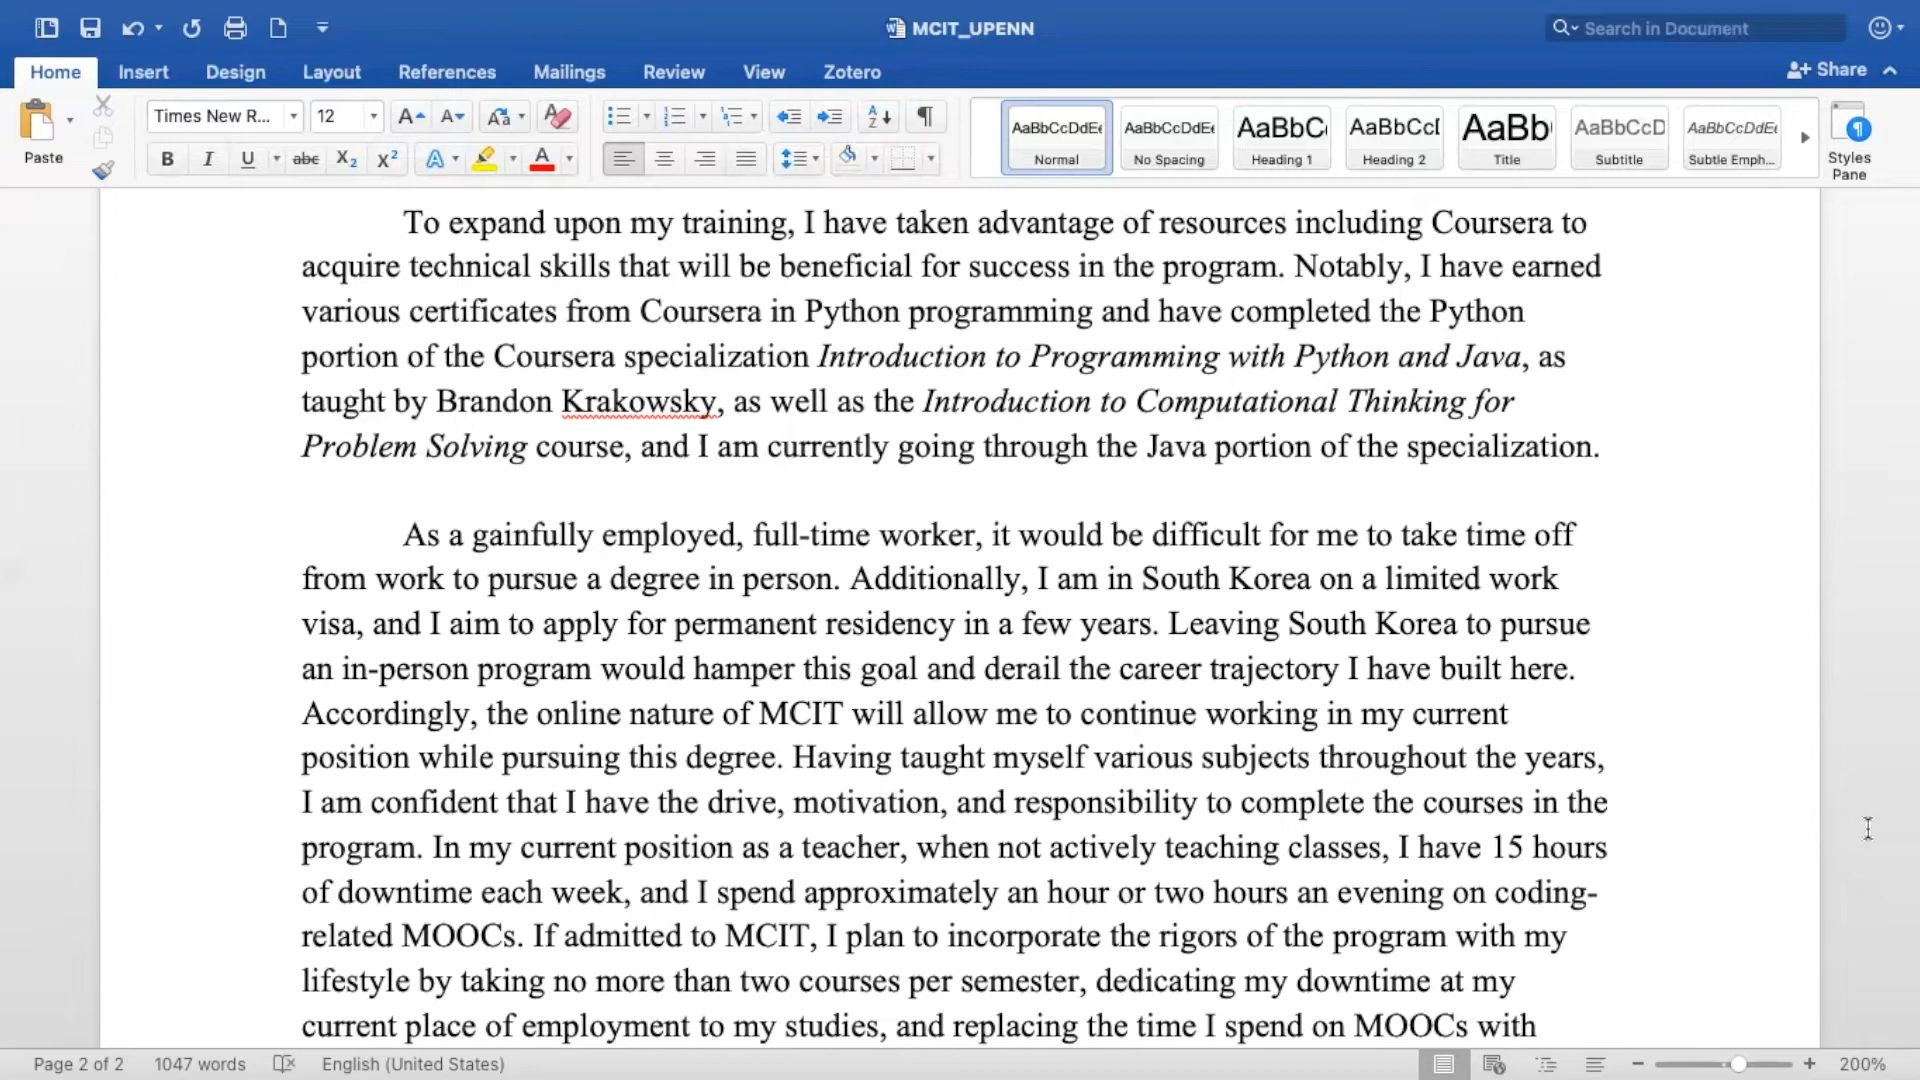 MCIT_UPENN
Search in Document
Home Insert Design Layout References Mailings Review View Zotero
Share
Paste
Times New R... 12
Normal No Spacing Heading 1 Heading 2 Title Subtitle Subtle Emph...
Styles Pane
To expand upon my training, I have taken advantage of resources including Coursera to
acquire technical skills that will be beneficial for success in the program. Notably, I have earned
various certificates from Coursera in Python programming and have completed the Python
portion of the Coursera specialization Introduction to Programming with Python and Java, as
taught by Brandon Krakowsky, as well as the Introduction to Computational Thinking for
Problem Solving course, and I am currently going through the Java portion of the specialization.
As a gainfully employed, full-time worker, it would be difficult for me to take time off
from work to pursue a degree in person. Additionally, I am in South Korea on a limited work
visa, and I aim to apply for permanent residency in a few years. Leaving South Korea to pursue
an in-person program would hamper this goal and derail the career trajectory I have built here.
Accordingly, the online nature of MCIT will allow me to continue working in my current
position while pursuing this degree. Having taught myself various subjects throughout the years,
I am confident that I have the drive, motivation, and responsibility to complete the courses in the
program. In my current position as a teacher, when not actively teaching classes, I have 15 hours
of downtime each week, and I spend approximately an hour or two hours an evening on coding-
related MOOCs. If admitted to MCIT, I plan to incorporate the rigors of the program with my
lifestyle by taking no more than two courses per semester, dedicating my downtime at my
current place of employment to my studies, and replacing the time I spend on MOOCs with
Page 2 of 2 1047 words English (United States) 200%